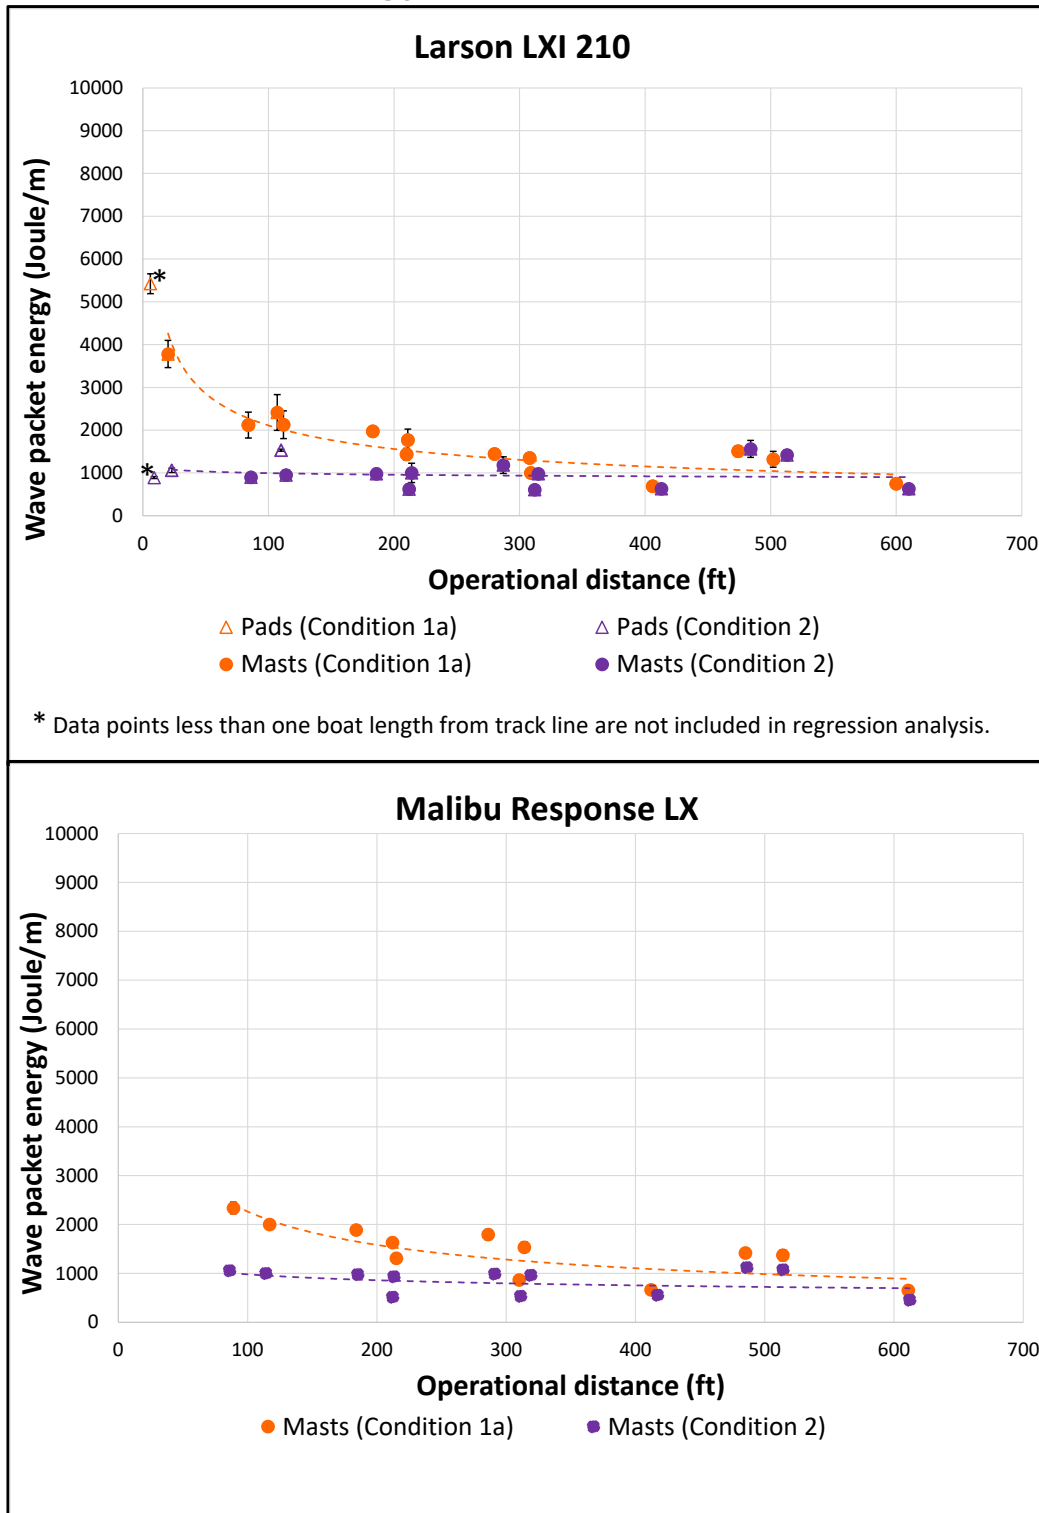 Larson LXI 210
10000
9000
8000
7000
6000
5000
4000
3000
2000
1000
0
Wave packet energy (Joule/m)
*
*
0 100 200 300 400 500 600 700
Operational distance (ft)
Pads (Condition 1a) Pads (Condition 2)
Masts (Condition 1a) Masts (Condition 2)
* Data points less than one boat length from track line are not included in regression analysis.
Malibu Response LX
10000
9000
8000
7000
6000
5000
4000
3000
2000
1000
0
Wave packet energy (Joule/m)
0 100 200 300 400 500 600 700
Operational distance (ft)
Masts (Condition 1a) Masts (Condition 2)